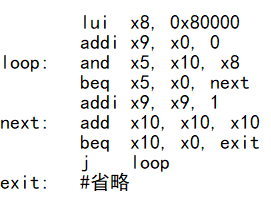 lui x8, 0x80000
addi x9, x0, 0
loop: and x5, x10, x8
beq x5, x0, next
addi x9, x9, 1
next: add x10, x10, x10
beq x10, x0, exit
j loop
exit: #省略